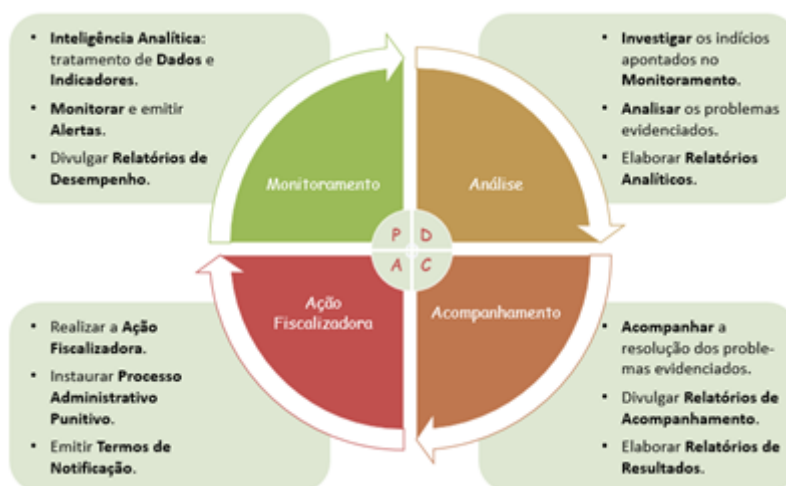 • Inteligência Analítica:
tratamento de Dados e
Indicadores.
• Monitorar e emitir
Alertas.
• Divulgar Relatórios de
Desempenho.
• Investigar os indícios
apontados no
Monitoramento.
• Analisar os problemas
evidenciados.
• Elaborar Relatórios
Analíticos.
Monitoramento
Análise
P D
A C
Ação
Fiscalizadora
Acompanhamento
• Realizar a Ação
Fiscalizadora.
• Instaurar Processo
Administrativo
Punitivo.
• Emitir Termos de
Notificação.
• Acompanhar a
resolução dos proble-
mas evidenciados.
• Divulgar Relatórios de
Acompanhamento.
• Elaborar Relatórios de
Resultados.